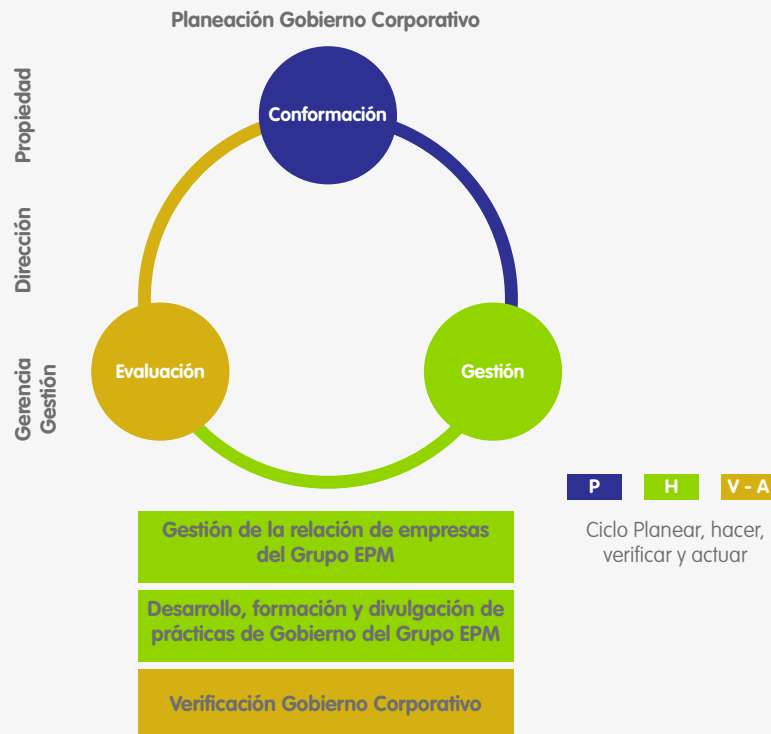 Planeación Gobierno Corporativo
Propiedad
Dirección
Gerencia
Gestión
Conformación
Evaluación
Gestión
P
H
V - A
Ciclo Planear, hacer,
verificar y actuar
Gestión de la relación de empresas
del Grupo EPM
Desarrollo, formación y divulgación de
prácticas de Gobierno del Grupo EPM
Verificación Gobierno Corporativo